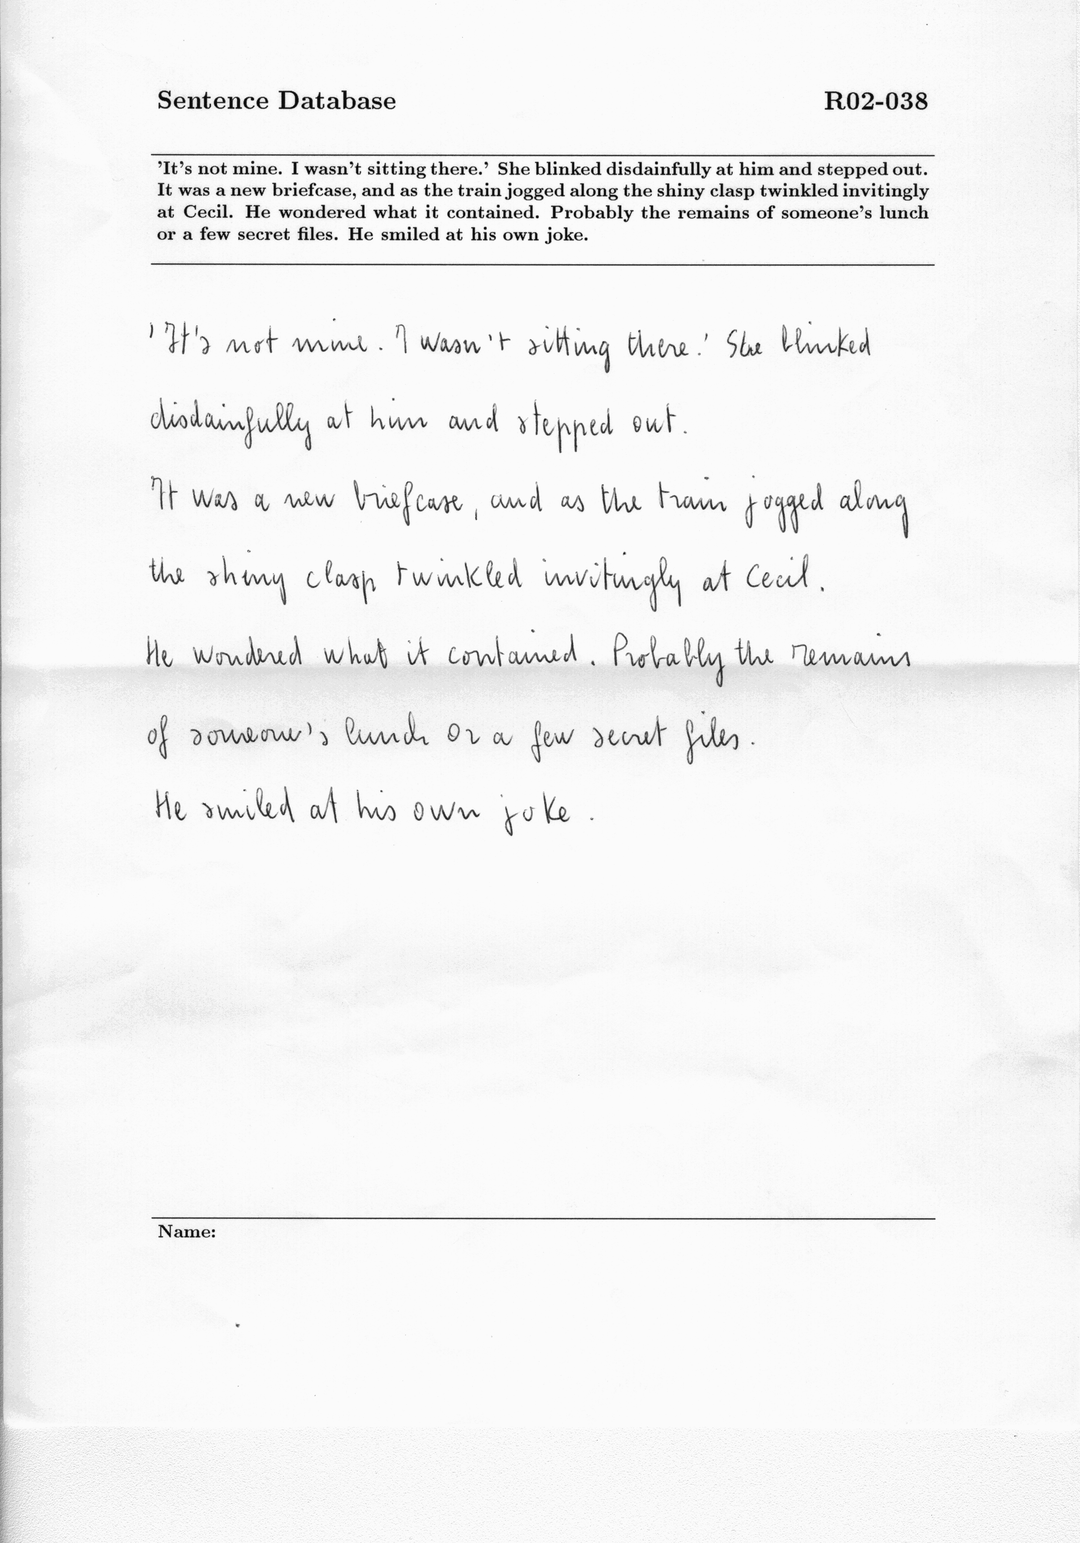 Sentence Database R02-038
'It's not mine. I wasn't sitting there.' She blinked disdainfully at him and stepped out.
It was a new briefcase, and as the train jogged along the shiny clasp twinkled invitingly
at Cecil. He wondered what it contained. Probably the remains of someone's lunch
or a few secret files. He smiled at his own joke.
'It's not mine. I wasn't sitting there.' She blinked
disdainfully at him and stepped out.
It was a new briefcase, and as the train jogged along
the shiny clasp twinkled invitingly at Cecil.
He wondered what it contained. Probably the remains
of someone's lunch or a few secret files.
He smiled at his own joke.
Name: